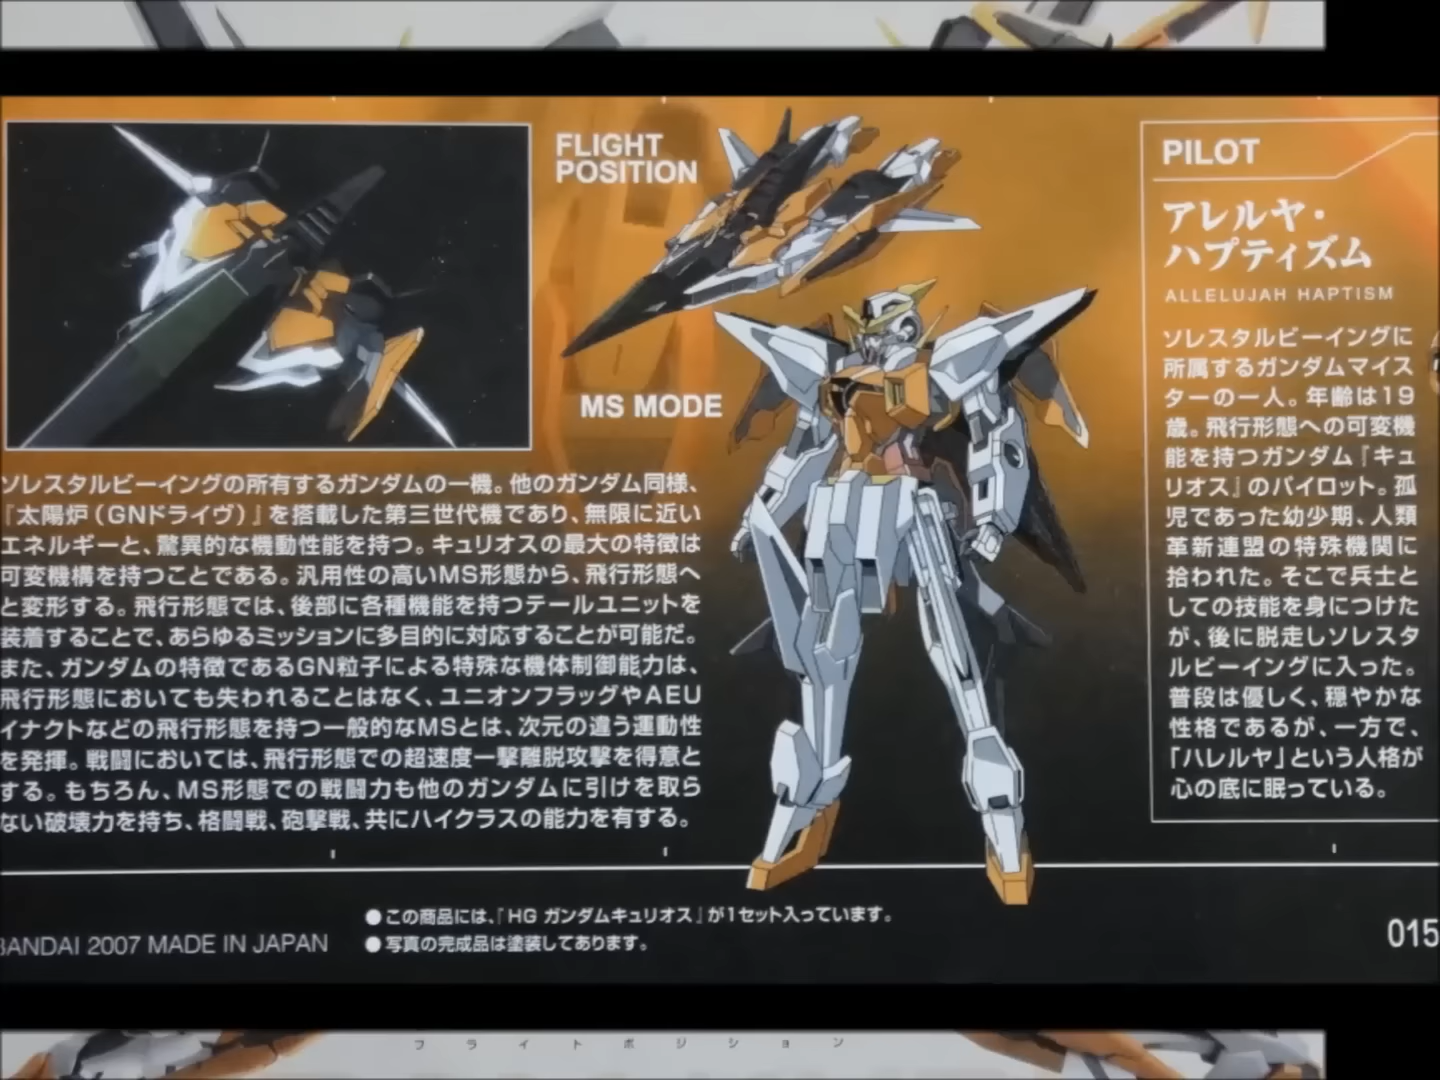 FLIGHT
POSITION
MS MODE
ソレスタルビーイングの所有するガンダムの一機。他のガンダム同様、
『太陽炉(GNドライヴ)』を搭載した第三世代機であり、無限に近い
エネルギーと、驚異的な機動性能を持つ。キュリオスの最大の特徴は
可変機構を持つことである。汎用性の高いMS形態から、飛行形態へ
と変形する。飛行形態では、後部に各種機能を持つテールユニットを
装着することで、あらゆるミッションに多目的に対応することが可能だ。
また、ガンダムの特徴であるGN粒子による特殊な機体制御能力は、
飛行形態においても失われることはなく、ユニオンフラッグやAEU
イナクトなどの飛行形態を持つ一般的なMSとは、次元の違う運動性
を発揮。戦闘においては、飛行形態での超速度一撃離脱攻撃を得意と
する。もちろん、MS形態での戦闘力も他のガンダムに引けを取ら
ない破壊力を持ち、格闘戦、砲撃戦、共にハイクラスの能力を有する。
PILOT
アレルヤ・
ハプティズム
ALLELUJAH HAPTISM
ソレスタルビーイングに
所属するガンダムマイス
ターの一人。年齢は19
歳。飛行形態への可変機
能を持つガンダム『キュ
リオス』のパイロット。孤
児であった幼少期、人類
革新連盟の特殊機関に
拾われた。そこで兵士と
しての技能を身につけた
が、後に脱走しソレスタ
ルビーイングに入った。
普段は優しく、穏やかな
性格であるが、一方で、
「ハレルヤ」という人格が
心の底に眠っている。
●この商品には、『HG ガンダムキュリオス』が1セット入っています。
●写真の完成品は塗装してあります。
BANDAI 2007 MADE IN JAPAN
015
フライトポジション